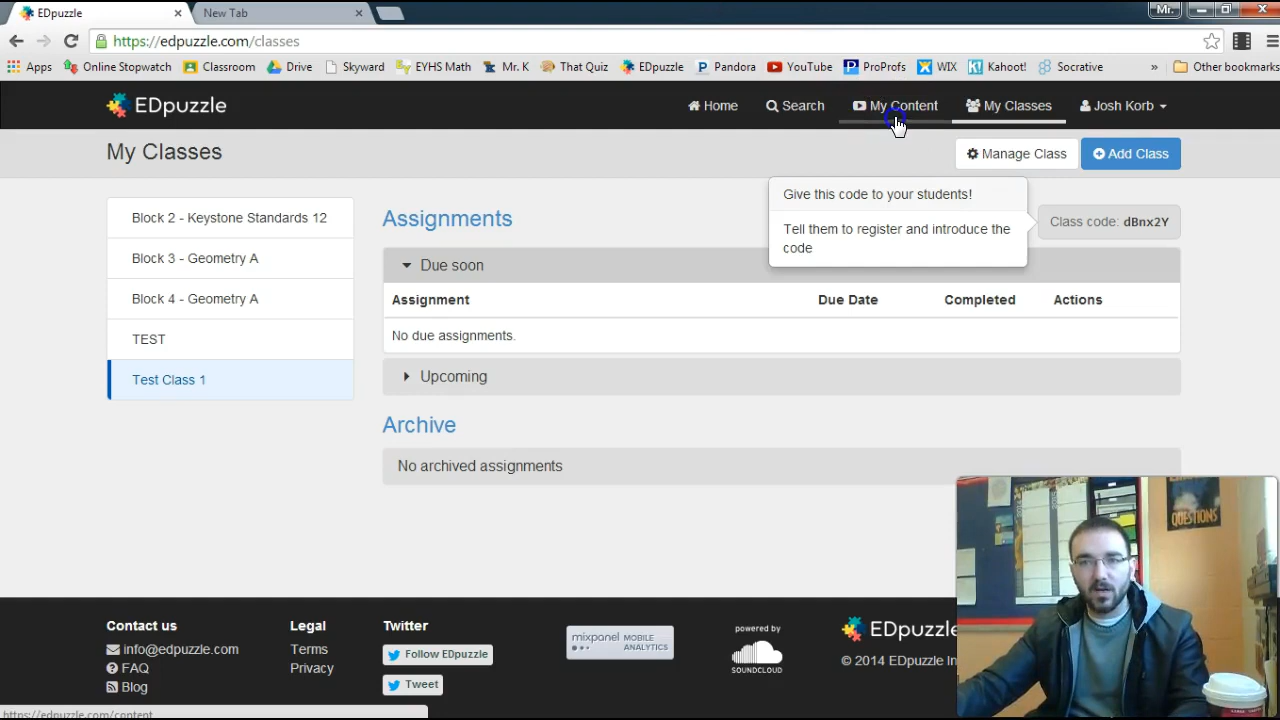 EDpuzzle
New Tab
Mr.
https://edpuzzle.com/classes
Apps
Online Stopwatch
Classroom
Drive
Skyward
EYHS Math
Mr. K
That Quiz
EDpuzzle
Pandora
YouTube
ProProfs
WIX
Kahoot!
Socrative
»
Other bookmarks
EDpuzzle
Home
Search
My Content
My Classes
Josh Korb
My Classes
Manage Class
Add Class
Block 2 - Keystone Standards 12
Block 3 - Geometry A
Block 4 - Geometry A
TEST
Test Class 1
Assignments
Give this code to your students!
Tell them to register and introduce the
code
Class code: dBnx2Y
Due soon
Assignment
Due Date
Completed
Actions
No due assignments.
Upcoming
Archive
No archived assignments
QUESTIONS
Contact us
info@edpuzzle.com
FAQ
Blog
Legal
Terms
Privacy
Twitter
Follow EDpuzzle
Tweet
mixpanel MOBILE
ANALYTICS
powered by
SOUNDCLOUD
EDpuzzle
© 2014 EDpuzzle In
https://edpuzzle.com/content